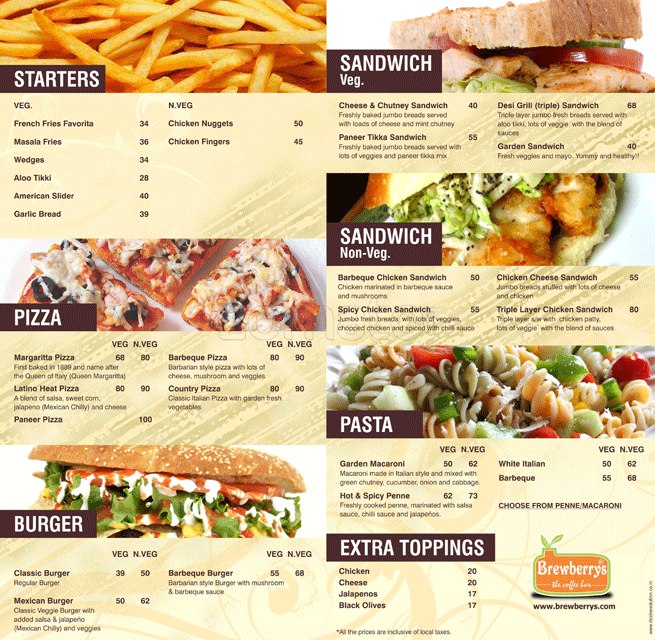 STARTERS
VEG.
French Fries Favorita 34
Masala Fries 36
Wedges 34
Aloo Tikki 28
American Slider 40
Garlic Bread 39
N.VEG
Chicken Nuggets 50
Chicken Fingers 45
PIZZA
VEG N.VEG
Margaritta Pizza 68 80
First baked in 1889 and name after
the Queen of Italy (Queen Margaritta)
Latino Heat Pizza 80 90
A blend of salsa, sweet corn,
jalapeno (Mexican Chilly) and cheese
Paneer Pizza 100
VEG N.VEG
Barbeque Pizza 80 90
Barbarian style pizza with lots of
cheese, mushroom and veggies
Country Pizza 80 90
Classic Italian Pizza with garden fresh
vegetables
BURGER
VEG N.VEG
Classic Burger 39 50
Regular Burger
Mexican Burger 50 62
Classic Veggie Burger with
added salsa & jalapeño
(Mexican Chilly) and veggies
VEG N.VEG
Barbeque Burger 55 68
Barbarian style Burger with mushroom
& barbeque sauce
SANDWICH
Veg.
Cheese & Chutney Sandwich 40
Freshly baked jumbo breads served
with loads of cheese and mint chutney
Paneer Tikka Sandwich 55
Freshly baked jumbo breads served with
lots of veggies and paneer tikka mix
Desi Grill (triple) Sandwich 68
Triple layer jumbo fresh breads served with
aloo tikki, lots of veggie with the blend of
sauces
Garden Sandwich 40
Fresh veggies and mayo. Yummy and healthy!!
SANDWICH
Non-Veg.
Barbeque Chicken Sandwich 50
Chicken marinated in barbeque sauce
and mushrooms
Spicy Chicken Sandwich 55
Jumbo fresh breads, with lots of veggies,
chopped chicken and spiced with chilli sauce
Chicken Cheese Sandwich 55
Jumbo breads stufed with lots of cheese
and chicken
Triple Layer Chicken Sandwich 80
Triple layer s/w with chicken patty,
lots of veggie with the blend of sauces
PASTA
VEG N.VEG
Garden Macaroni 50 62
Macaroni made in Italian style and mixed with
green chutney, cucumber, onion and cabbage.
Hot & Spicy Penne 62 73
Freshly cooked penne, marinated with salsa
sauce, chilli sauce and jalapeños.
VEG N.VEG
White Italian 50 62
Barbeque 55 68
CHOOSE FROM PENNE/MACARONI
EXTRA TOPPINGS
Chicken 20
Cheese 20
Jalapenos 17
Black Olives 17
Brewberrys
the coffee bar
www.brewberrys.com
*All the prices are inclusive of local taxes.